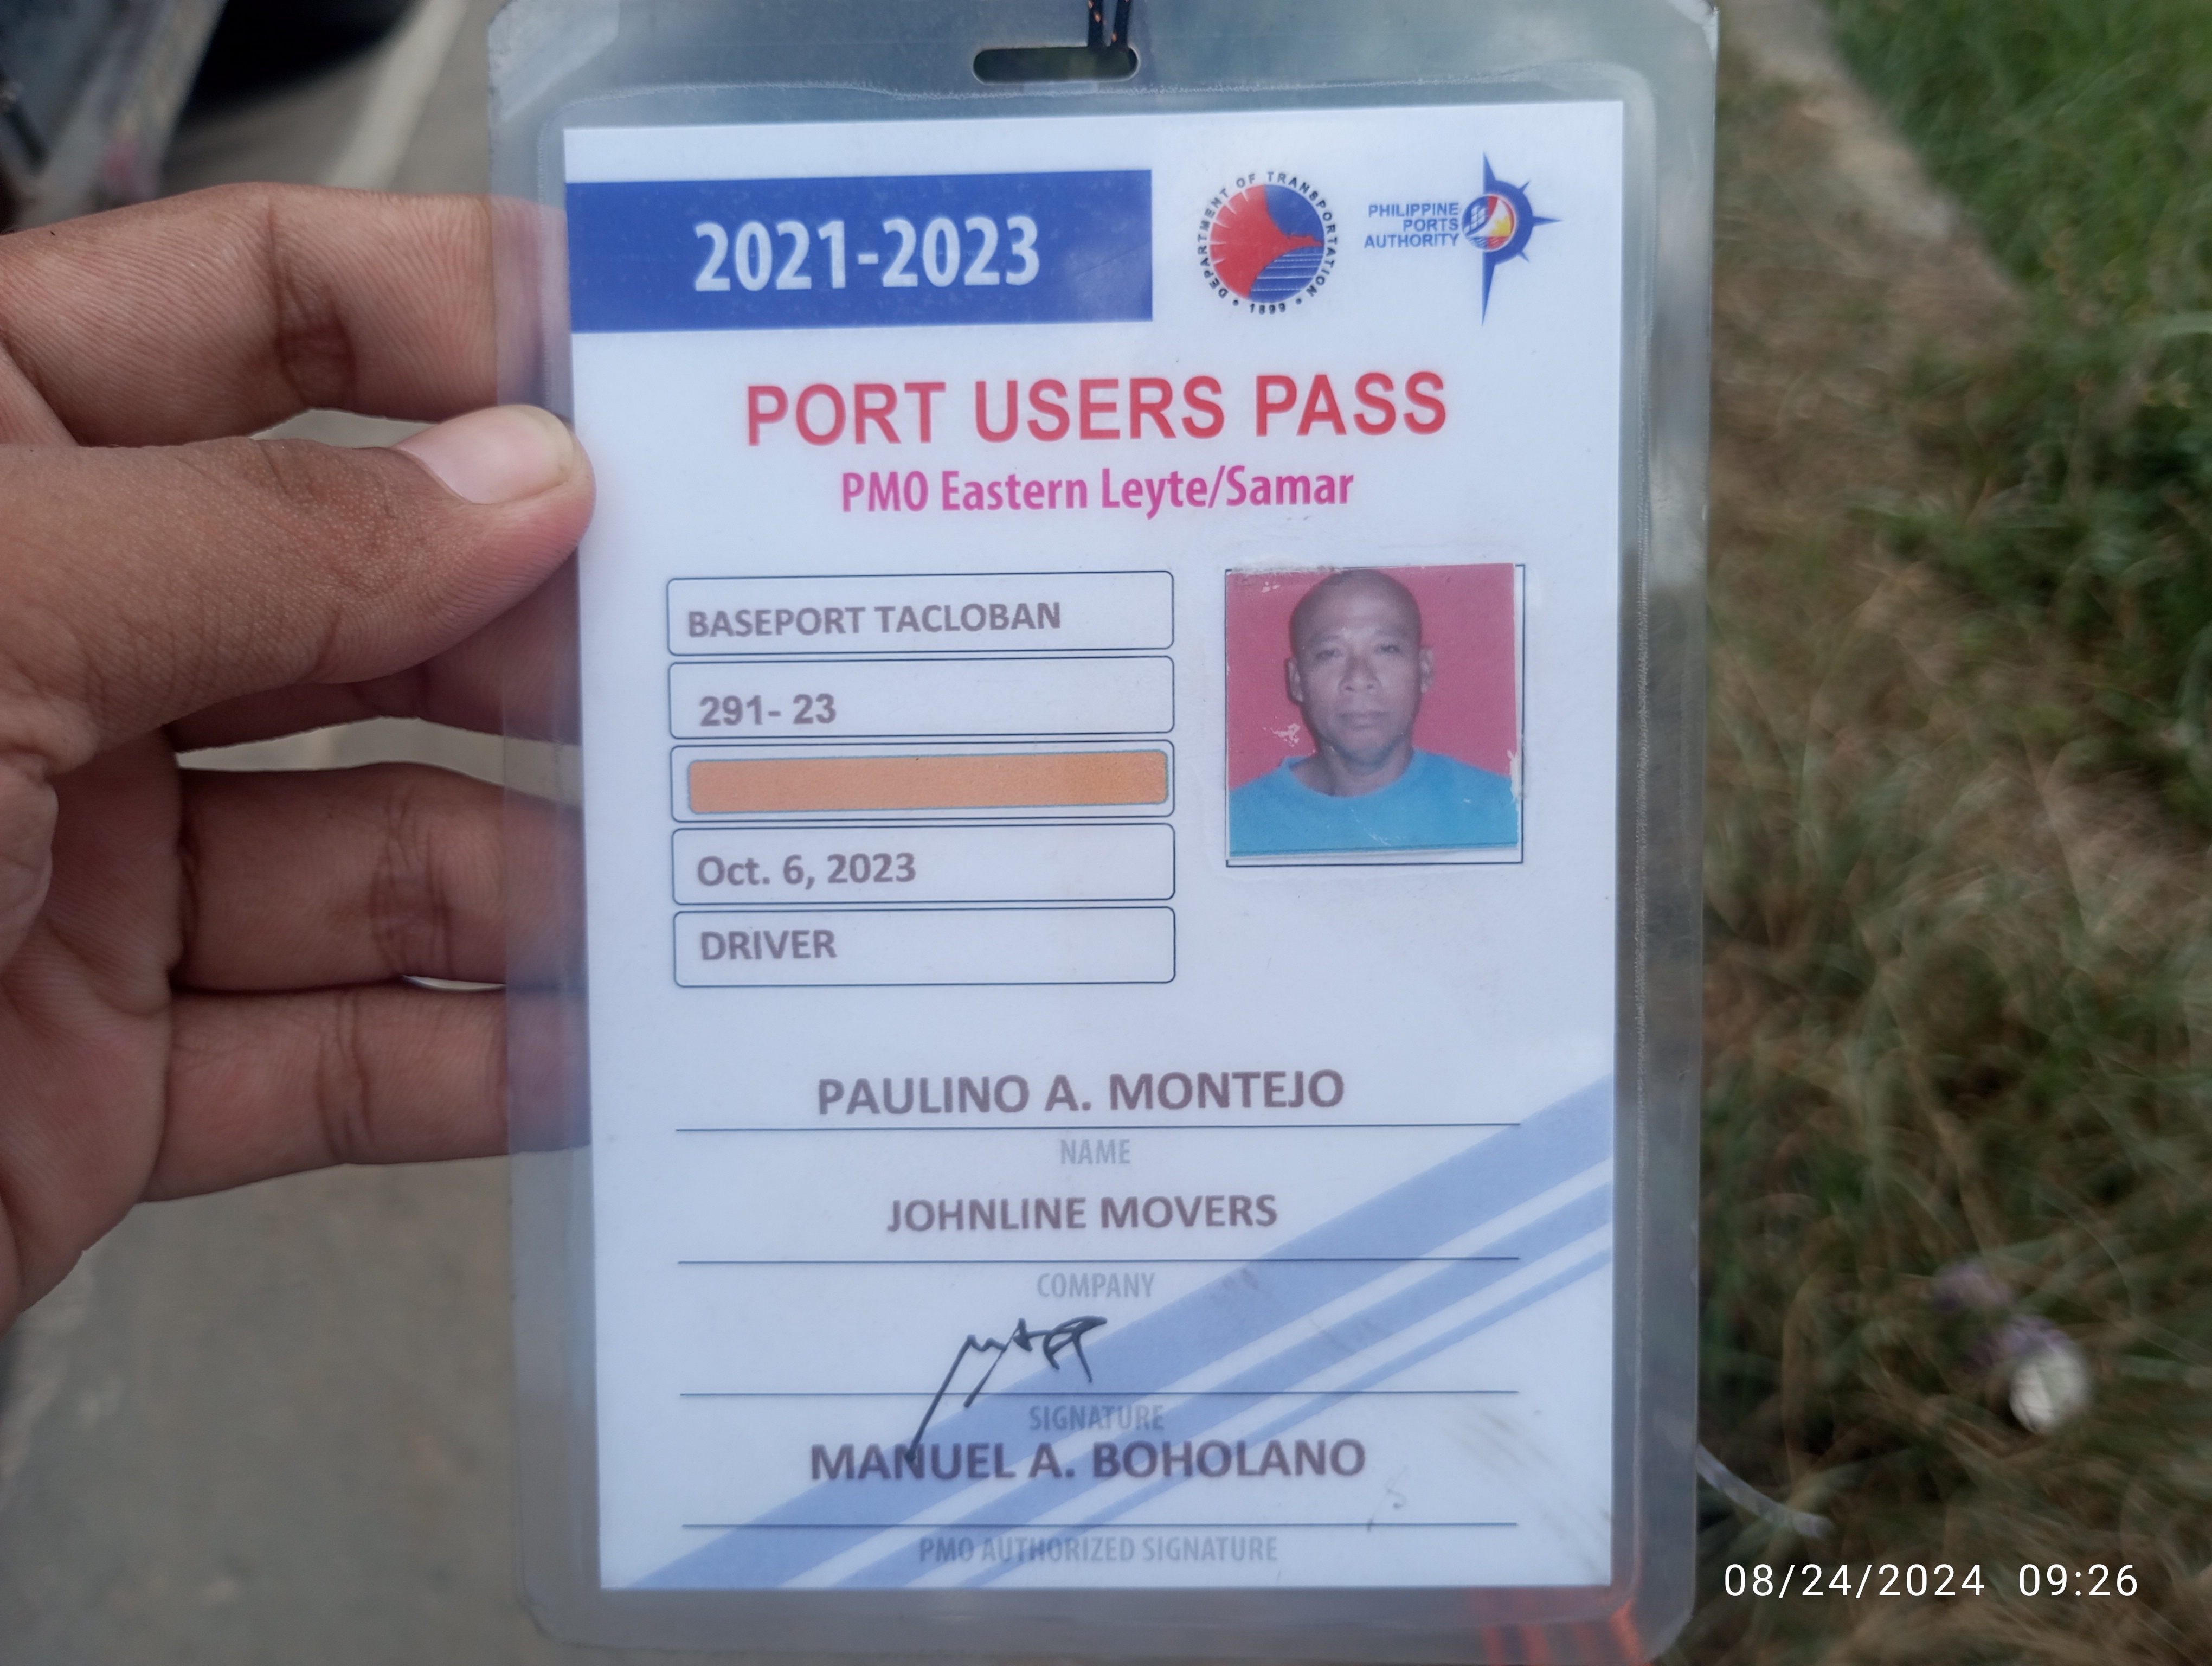 2021-2023
DEPARTMENT OF TRANSPORTATION
1899
PHILIPPINE
PORTS
AUTHORITY
PORT USERS PASS
PMO Eastern Leyte/Samar
BASEPORT TACLOBAN
291- 23
Oct. 6, 2023
DRIVER
PAULINO A. MONTEJO
NAME
JOHNLINE MOVERS
COMPANY
SIGNATURE
MANUEL A. BOHOLANO
PMO AUTHORIZED SIGNATURE
08/24/2024 09:26